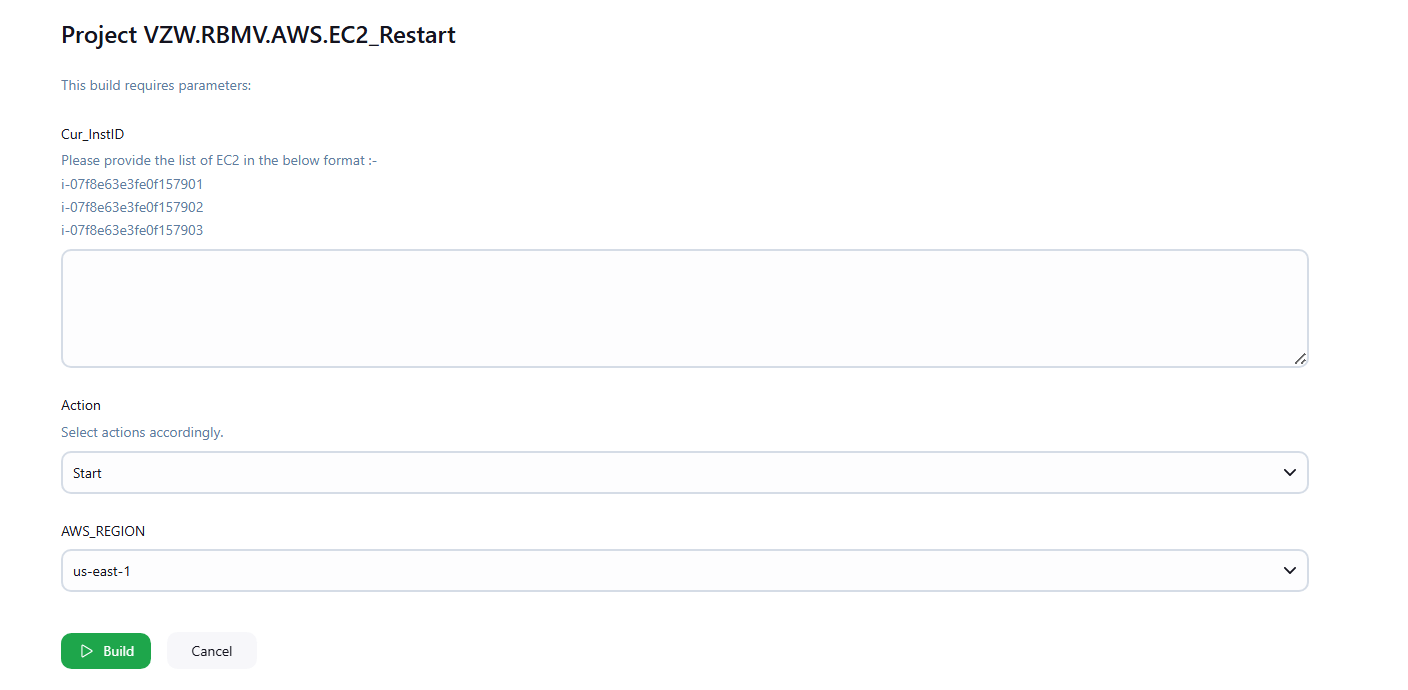 Project VZW.RBMV.AWS.EC2_Restart
This build requires parameters:
Cur_InstID
Please provide the list of EC2 in the below format :-
i-07f8e63e3fe0f157901
i-07f8e63e3fe0f157902
i-07f8e63e3fe0f157903
Action
Select actions accordingly.
Start
AWS_REGION
us-east-1
Build Cancel